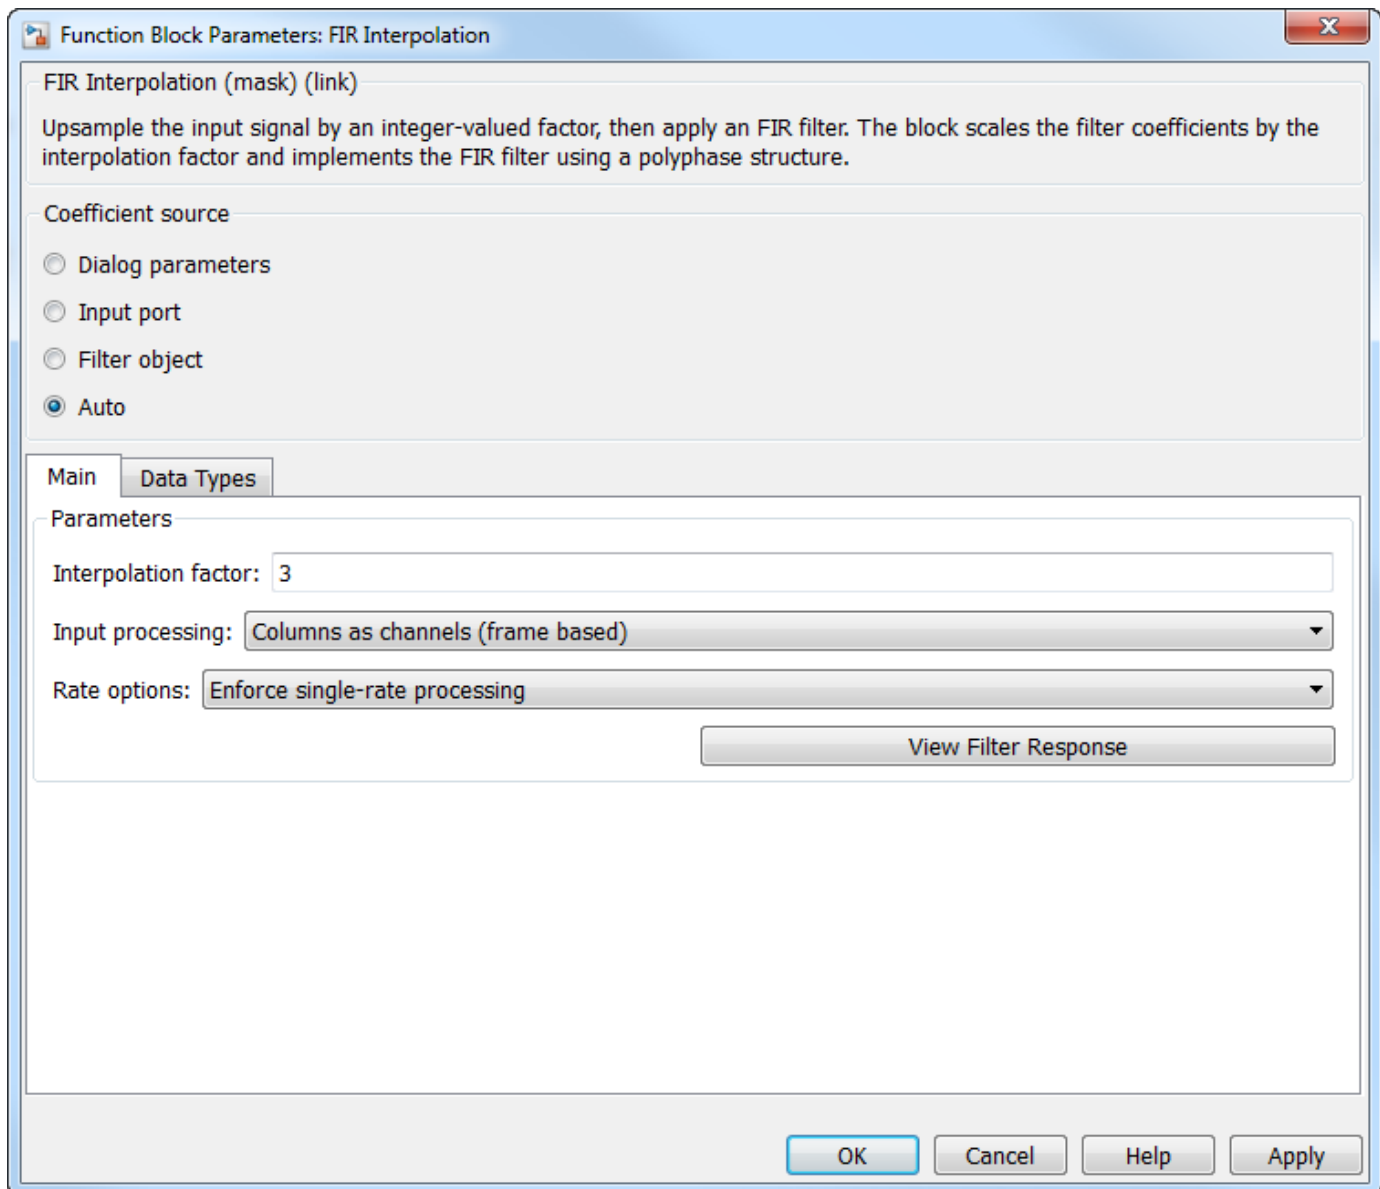 Function Block Parameters: FIR Interpolation
FIR Interpolation (mask) (link)
Upsample the input signal by an integer-valued factor, then apply an FIR filter. The block scales the filter coefficients by the
interpolation factor and implements the FIR filter using a polyphase structure.
Coefficient source
Dialog parameters
Input port
Filter object
Auto
Main Data Types
Parameters
Interpolation factor: 3
Input processing: Columns as channels (frame based)
Rate options: Enforce single-rate processing
View Filter Response
OK Cancel Help Apply